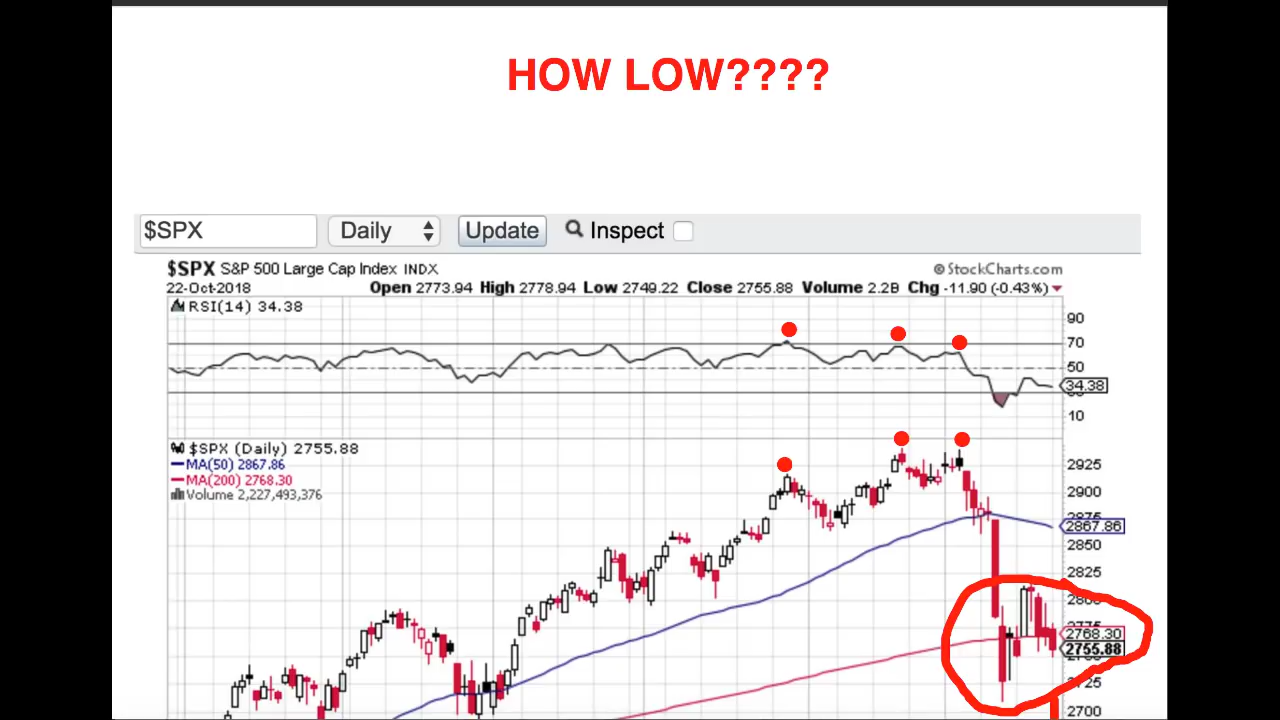 HOW LOW????
$SPX Daily Update Inspect
$SPX S&P 500 Large Cap Index INDX ©StockCharts.com
22-Oct-2018 Open 2773.94 High 2778.94 Low 2749.22 Close 2755.88 Volume 2.2B Chg -11.90 (-0.43%)
RSI(14) 34.38
90
70
50
34.38
10
$SPX (Daily) 2755.88
MA(50) 2867.86
MA(200) 2768.30
Volume 2,227,493,376
2925
2900
2867.86
2850
2825
2768.30
2755.88
2725
2700